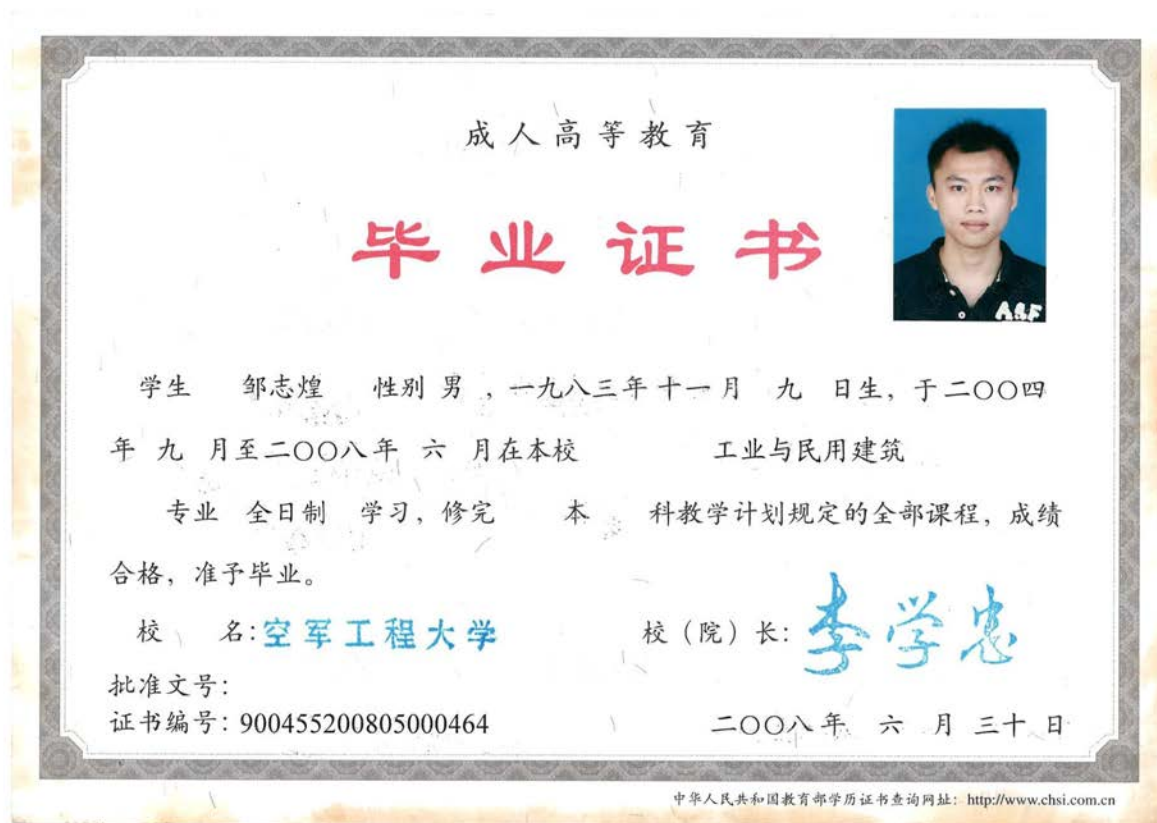 成人高等教育
毕业证书
A&F
学生 邹志煌 性别 男 ，一九八三年十一月 九 日生，于二〇〇四
年 九 月至二〇〇八年 六 月在本校 工业与民用建筑
专业 全日制 学习，修完 本 科教学计划规定的全部课程，成绩
合格，准予毕业。
校 名：空军工程大学 校（院）长：李学忠
批准文号：
证书编号：900455200805000464 二〇〇八年 六 月 三十 日
中华人民共和国教育部学历证书查询网址：http://www.chsi.com.cn